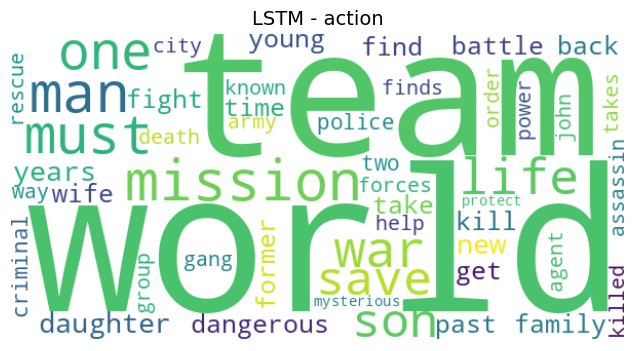 LSTM - action
one
city
young
find
battle
back
rescue
man
fight
known
time
team
finds
order
power
john
takes
must
death
army
police
assassin
years
way
wife
mission
two
forces
life
protect
take
help
kill
criminal
world
group
gang
former
war
save
mysterious
new
get
agent
killed
daughter
dangerous
son
past
family